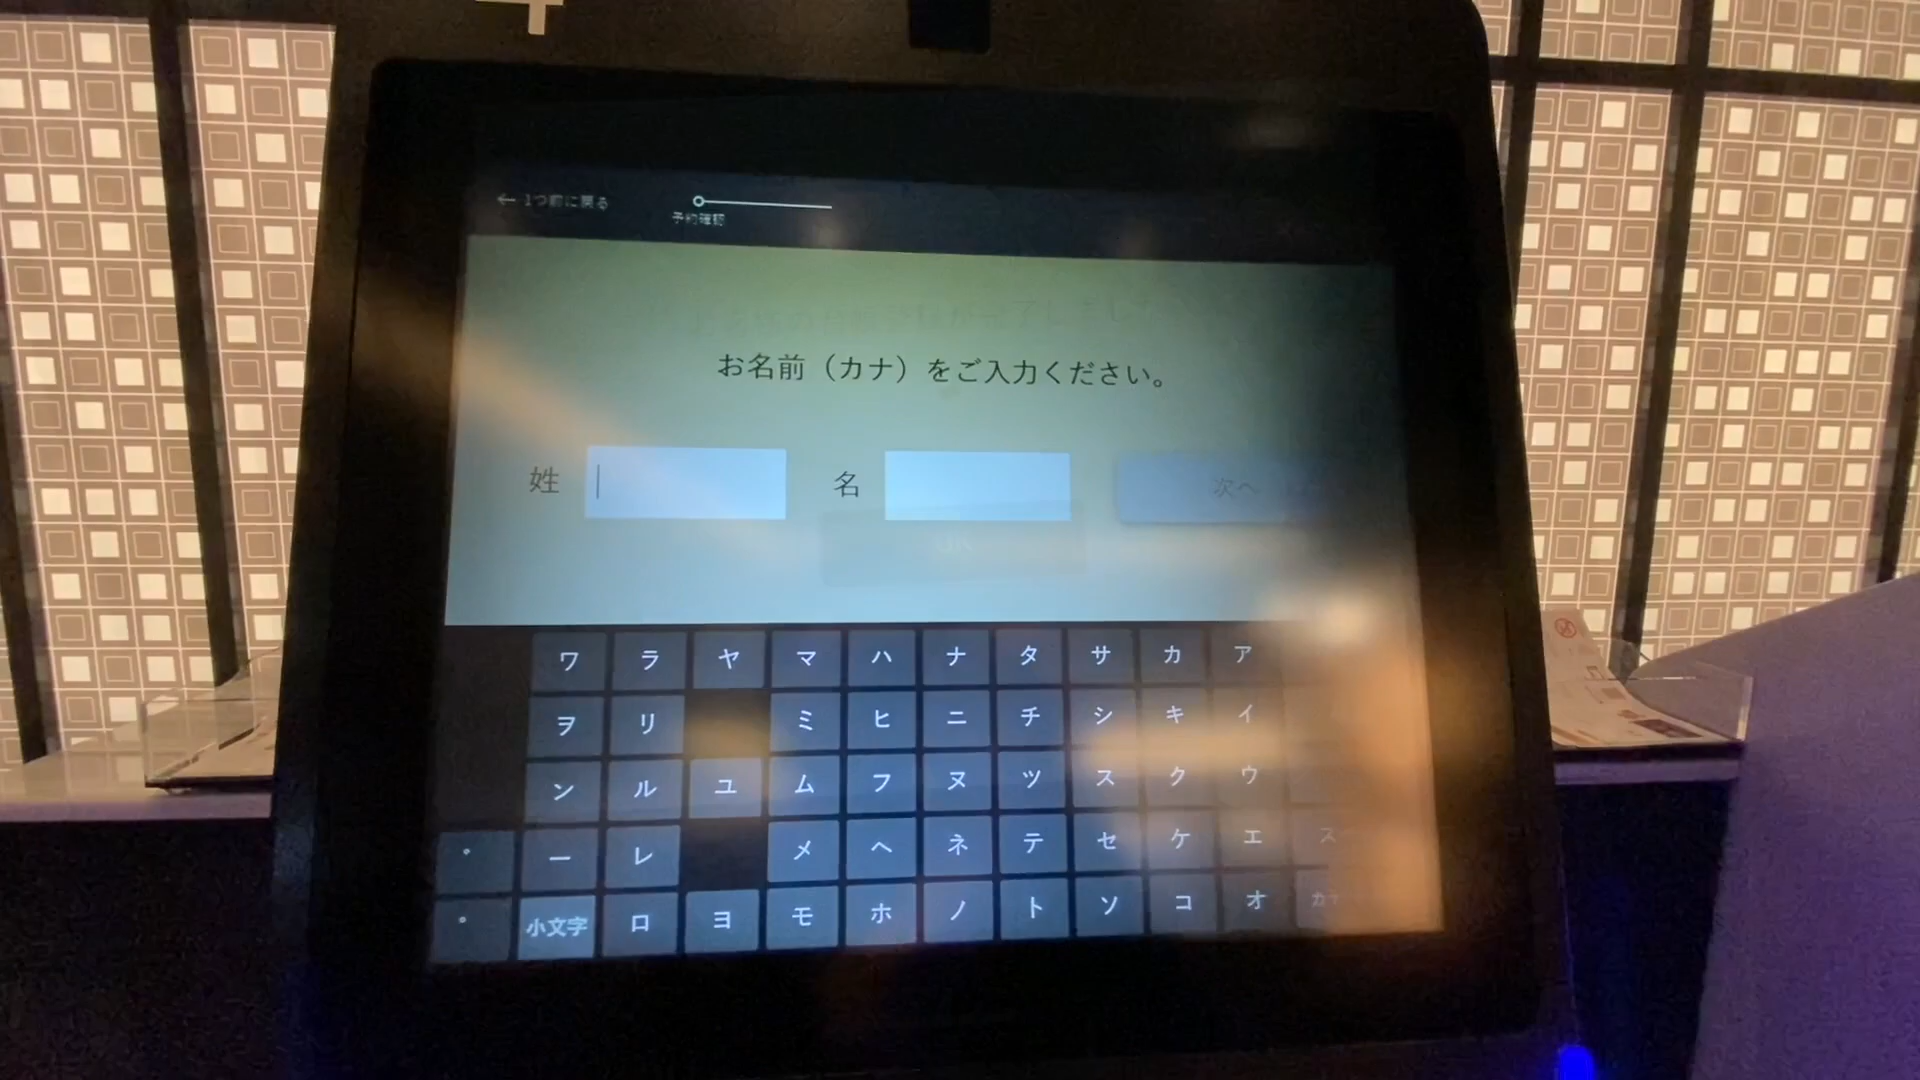 ← 1つ前に戻る
予約確認
お名前（カナ）をご入力ください。
姓 名 次へ
ワ ラ ヤ マ ハ ナ タ サ カ ア
ヲ リ ミ ヒ ニ チ シ キ イ
ン ル ユ ム フ ヌ ツ ス ク ウ
゛ ー レ メ ヘ ネ テ セ ケ エ
゜ 小文字 ロ ヨ モ ホ ノ ト ソ コ オ